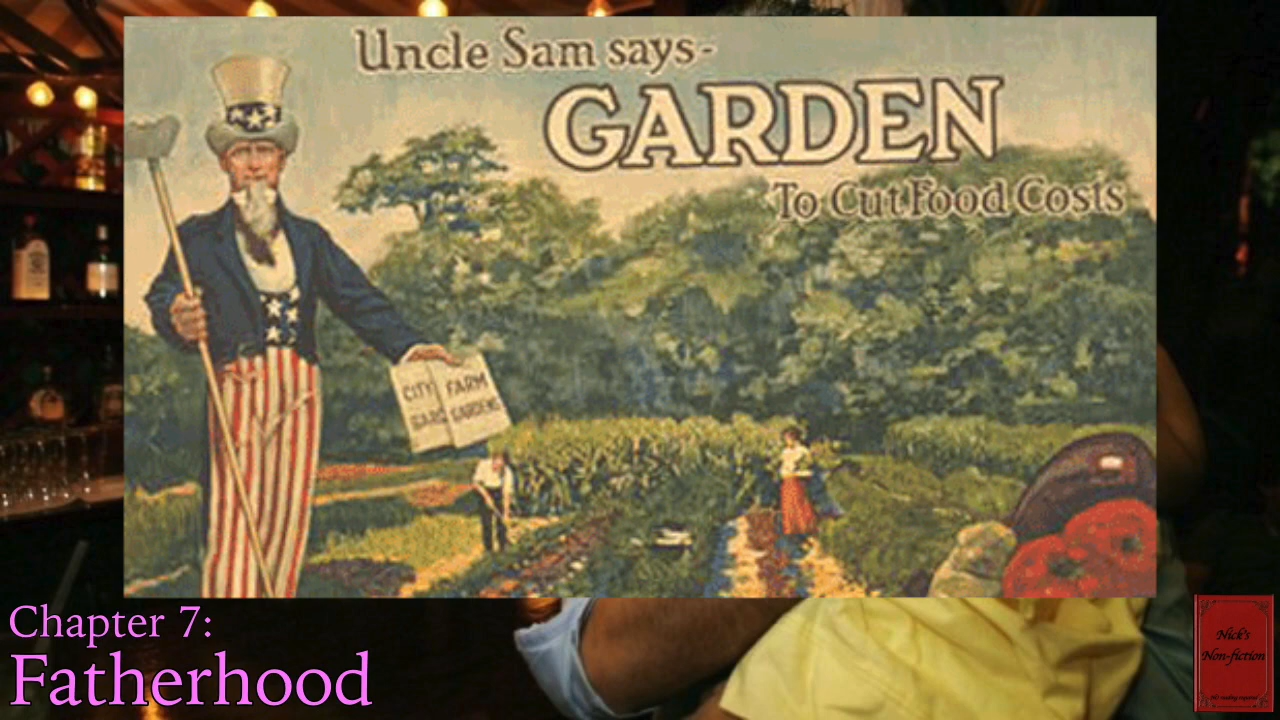 Uncle Sam says-
GARDEN
To Cut Food Costs
CITY FARM
GARDENS
Chapter 7:
Fatherhood
Nick's
Non-fiction